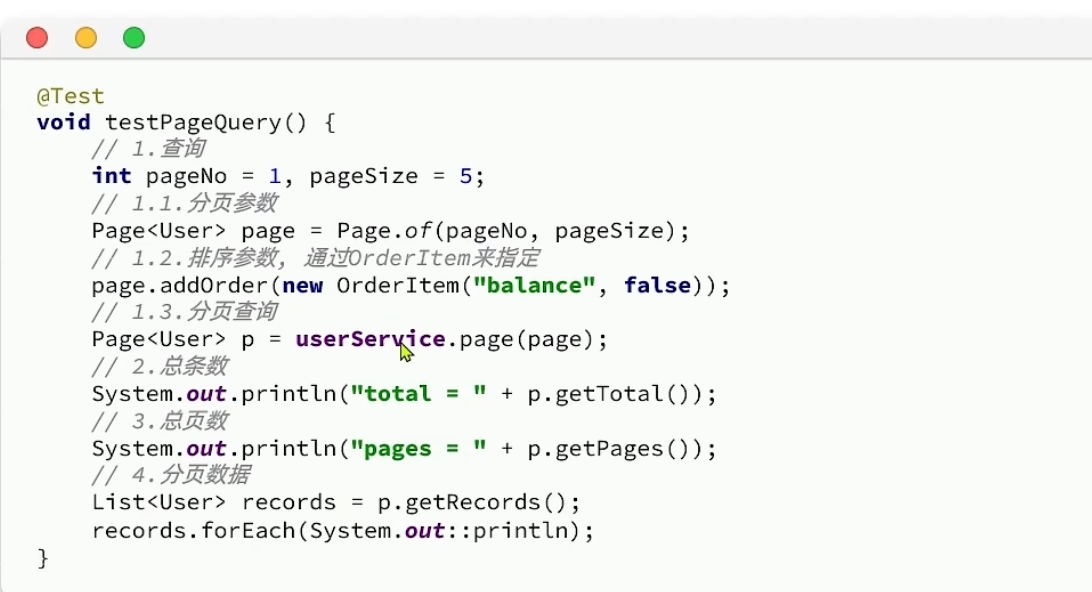 @Test
void testPageQuery() {
    // 1.查询
    int pageNo = 1, pageSize = 5;
    // 1.1.分页参数
    Page<User> page = Page.of(pageNo, pageSize);
    // 1.2.排序参数, 通过OrderItem来指定
    page.addOrder(new OrderItem("balance", false));
    // 1.3.分页查询
    Page<User> p = userService.page(page);
    // 2.总条数
    System.out.println("total = " + p.getTotal());
    // 3.总页数
    System.out.println("pages = " + p.getPages());
    // 4.分页数据
    List<User> records = p.getRecords();
    records.forEach(System.out::println);
}